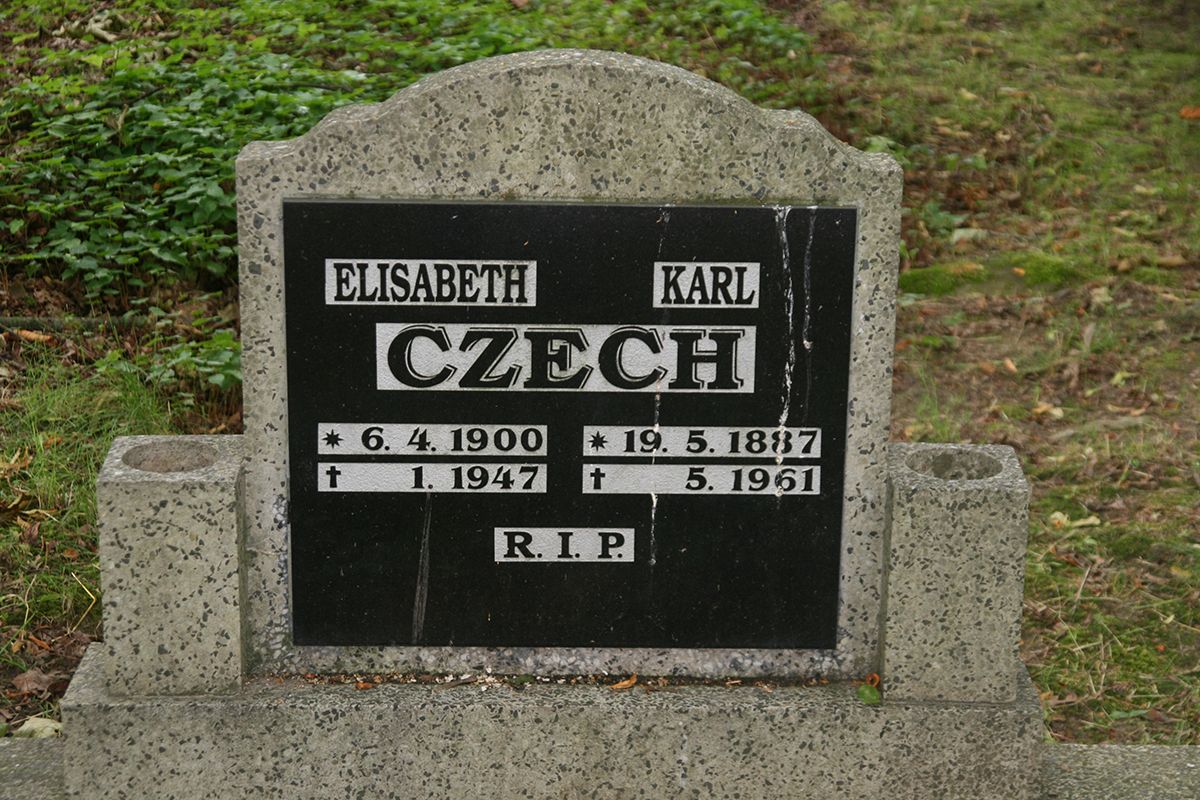 ELISABETH KARL
CZECH
* 6. 4. 1900 * 19. 5. 1887
† 1. 1947 † 5. 1961
R. I. P.